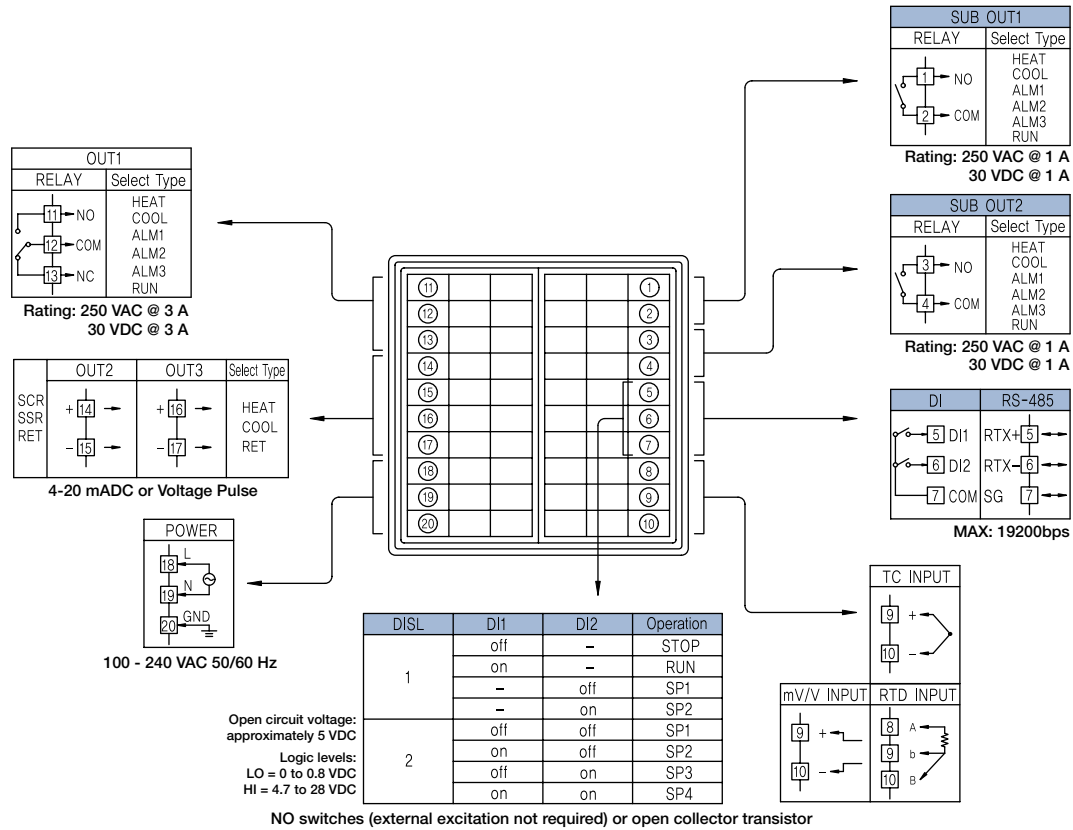 SUB OUT1
RELAY Select Type
1 NO
2 COM
HEAT
COOL
ALM1
ALM2
ALM3
RUN
Rating: 250 VAC @ 1 A
30 VDC @ 1 A
OUT1
RELAY Select Type
11 NO
12 COM
13 NC
HEAT
COOL
ALM1
ALM2
ALM3
RUN
Rating: 250 VAC @ 3 A
30 VDC @ 3 A
SUB OUT2
RELAY Select Type
3 NO
4 COM
HEAT
COOL
ALM1
ALM2
ALM3
RUN
Rating: 250 VAC @ 1 A
30 VDC @ 1 A
11 1
12 2
13 3
14 4
15 5
16 6
17 7
18 8
19 9
20 10
OUT2 OUT3 Select Type
SCR
SSR
RET
+ 14 + 16
- 15 - 17
HEAT
COOL
RET
4-20 mADC or Voltage Pulse
DI RS-485
5 DI1 RTX+ 5
6 DI2 RTX- 6
7 COM SG 7
MAX: 19200bps
POWER
18 L
19 N
20 GND
100 - 240 VAC 50/60 Hz
TC INPUT
9 +
10 -
mV/V INPUT RTD INPUT
9 +
10 -
8 A
9 b
10 B
DISL DI1 DI2 Operation
1 off – STOP
on – RUN
– off SP1
– on SP2
2 off off SP1
on off SP2
off on SP3
on on SP4
Open circuit voltage:
approximately 5 VDC
Logic levels:
LO = 0 to 0.8 VDC
HI = 4.7 to 28 VDC
NO switches (external excitation not required) or open collector transistor